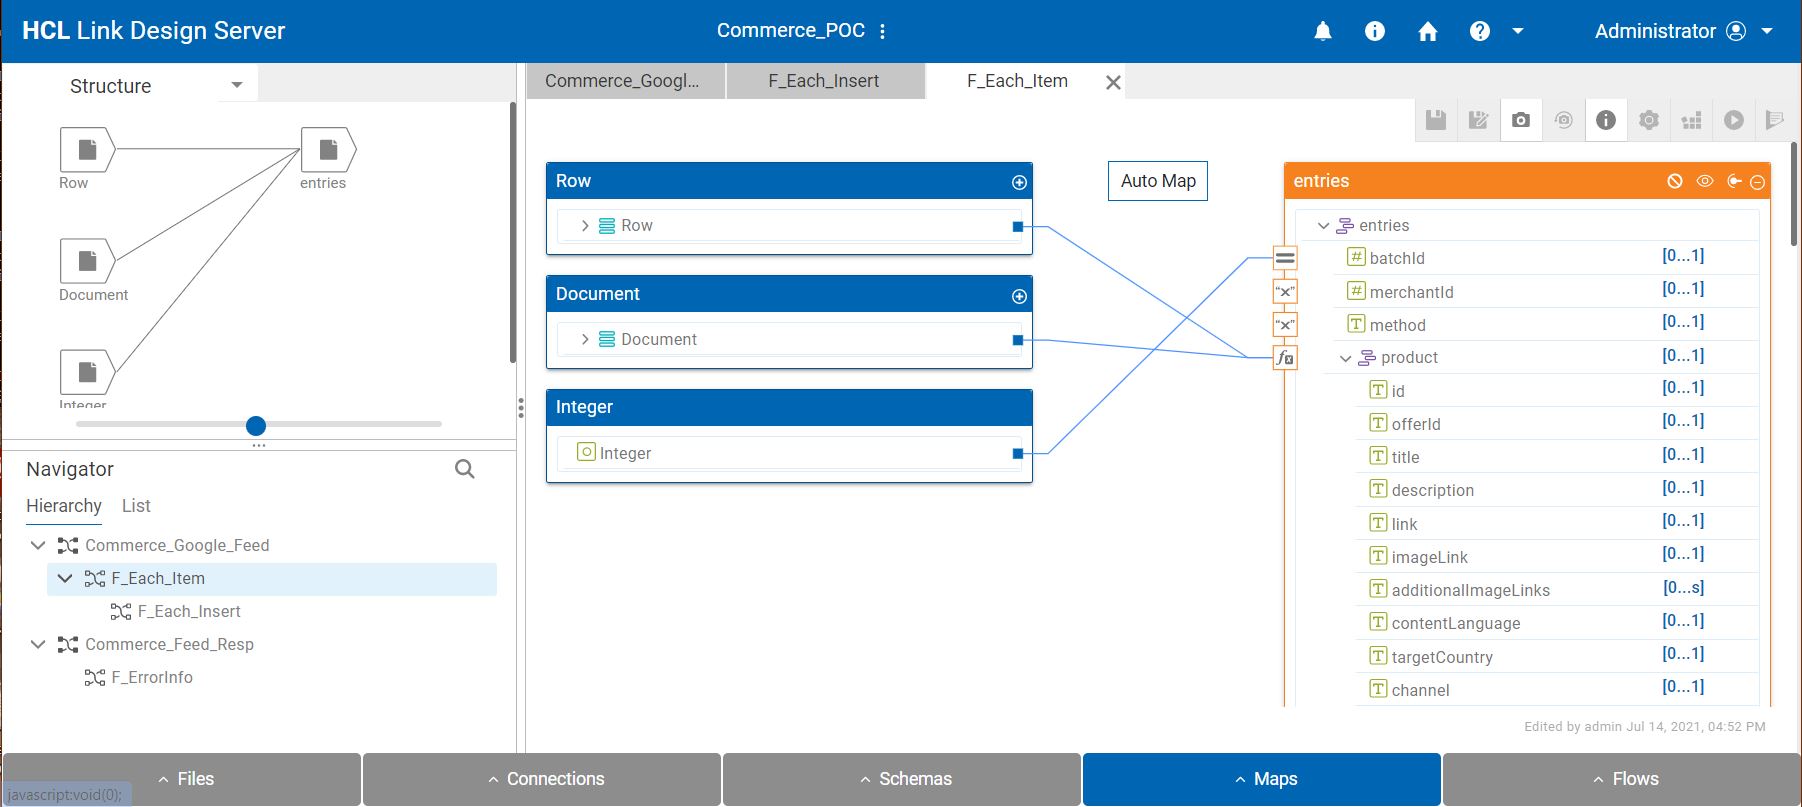 HCL Link Design Server
Commerce_POC
Administrator
Structure
Row
entries
Document
Integer
Navigator
Hierarchy List
Commerce_Google_Feed
F_Each_Item
F_Each_Insert
Commerce_Feed_Resp
F_ErrorInfo
Commerce_Googl... F_Each_Insert F_Each_Item
Row
Row
Document
Document
Integer
Integer
Auto Map
entries
entries
batchId [0...1]
"x" merchantId [0...1]
"x" method [0...1]
fx product [0...1]
id [0...1]
offerId [0...1]
title [0...1]
description [0...1]
link [0...1]
imageLink [0...1]
additionalImageLinks [0...s]
contentLanguage [0...1]
targetCountry [0...1]
channel [0...1]
Edited by admin Jul 14, 2021, 04:52 PM
Files Connections Schemas Maps Flows
javascript:void(0);